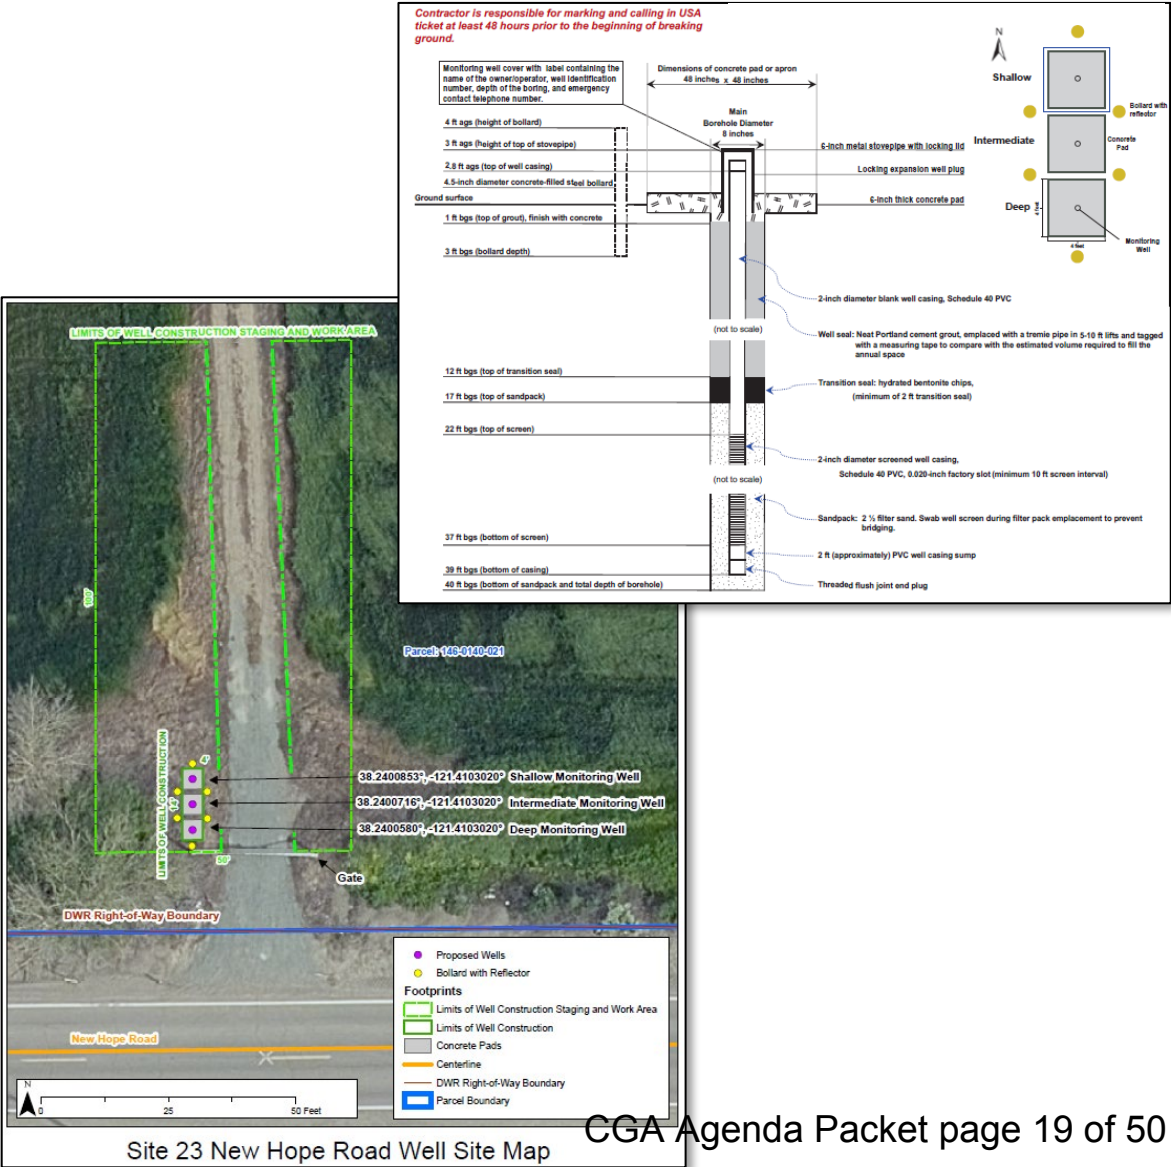 Contractor is responsible for marking and calling in USA
ticket at least 48 hours prior to the beginning of breaking
ground.
Monitoring well cover with label containing the
name of the owner/operator, well identification
number, depth of the boring, and emergency
contact telephone number.
Dimensions of concrete pad or apron
48 inches x 48 inches
Main
Borehole Diameter
8 inches
4 ft ags (height of bollard)
3 ft ags (height of top of stovepipe)
2.8 ft ags (top of well casing)
4.5-inch diameter concrete-filled steel bollard
Ground surface
1 ft bgs (top of grout), finish with concrete
3 ft bgs (bollard depth)
6-inch metal stovepipe with locking lid
Locking expansion well plug
6-inch thick concrete pad
2-inch diameter blank well casing, Schedule 40 PVC
(not to scale)
Well seal: Neat Portland cement grout, emplaced with a tremie pipe in 5-10 ft lifts and tagged
with a measuring tape to compare with the estimated volume required to fill the
annual space
12 ft bgs (top of transition seal)
Transition seal: hydrated bentonite chips,
(minimum of 2 ft transition seal)
17 ft bgs (top of sandpack)
22 ft bgs (top of screen)
2-inch diameter screened well casing,
Schedule 40 PVC, 0.020-inch factory slot (minimum 10 ft screen interval)
(not to scale)
Sandpack: 2 ½ filter sand. Swab well screen during filter pack emplacement to prevent
bridging.
37 ft bgs (bottom of screen)
2 ft (approximately) PVC well casing sump
39 ft bgs (bottom of casing)
40 ft bgs (bottom of sandpack and total depth of borehole)
Threaded flush joint end plug
N
Shallow
Bollard with
reflector
Intermediate
Concrete
Pad
Deep
4 feet
4 feet
Monitoring
Well
LIMITS OF WELL CONSTRUCTION STAGING AND WORK AREA
100'
Parcel: 146-0140-021
LIMITS OF WELL CONSTRUCTION
4'
14'
38.2400853°, -121.4103020° Shallow Monitoring Well
38.2400716°, -121.4103020° Intermediate Monitoring Well
38.2400580°, -121.4103020° Deep Monitoring Well
50'
Gate
DWR Right-of-Way Boundary
New Hope Road
N
0 25 50 Feet
Proposed Wells
Bollard with Reflector
Footprints
Limits of Well Construction Staging and Work Area
Limits of Well Construction
Concrete Pads
Centerline
DWR Right-of-Way Boundary
Parcel Boundary
Site 23 New Hope Road Well Site Map
CGA Agenda Packet page 19 of 50